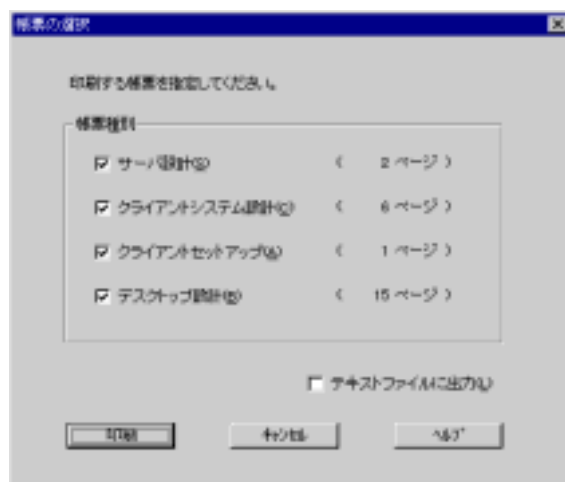 帳票の選択
印刷する帳票を指定してください。
帳票種別
サーバ設計(S) ( 2 ページ )
クライアントシステム設計(C) ( 6 ページ )
クライアントセットアップ(A) ( 1 ページ )
デスクトップ設計(B) ( 15 ページ )
テキストファイルに出力(L)
印刷 キャンセル ヘルプ